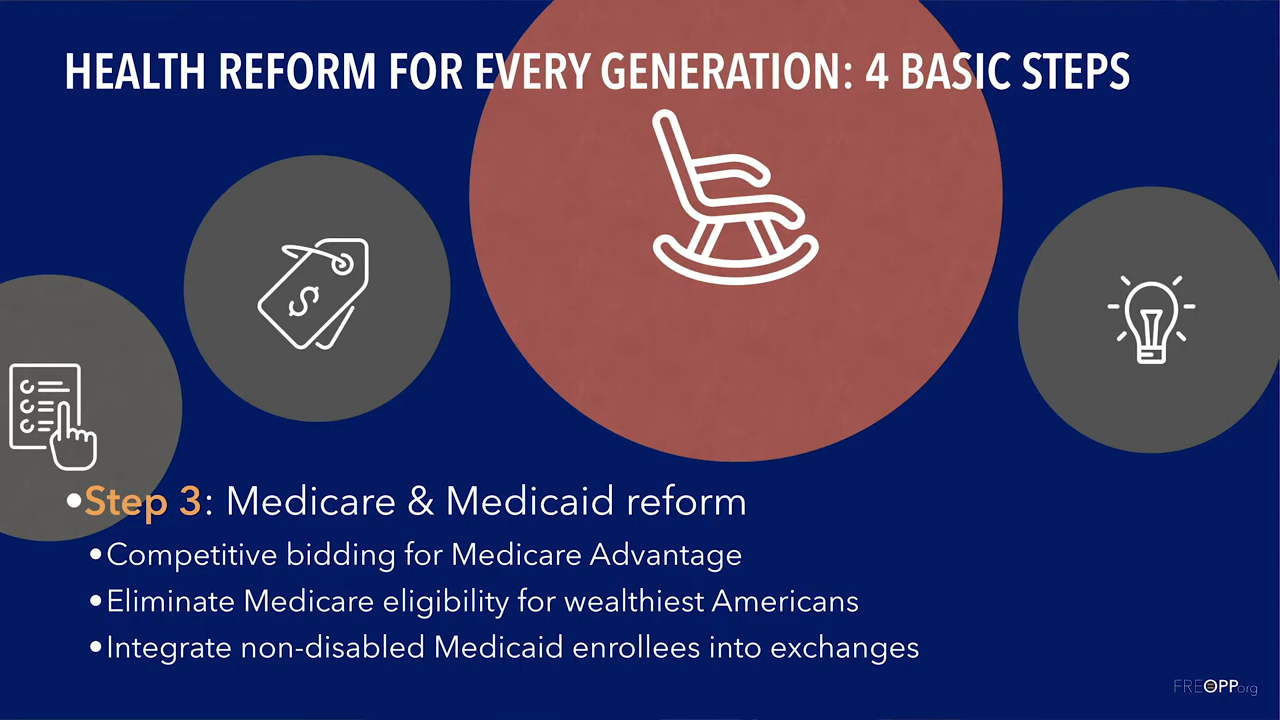 HEALTH REFORM FOR EVERY GENERATION: 4 BASIC STEPS
$
•Step 3: Medicare & Medicaid reform
•Competitive bidding for Medicare Advantage
•Eliminate Medicare eligibility for wealthiest Americans
•Integrate non-disabled Medicaid enrollees into exchanges
FREOPP.org